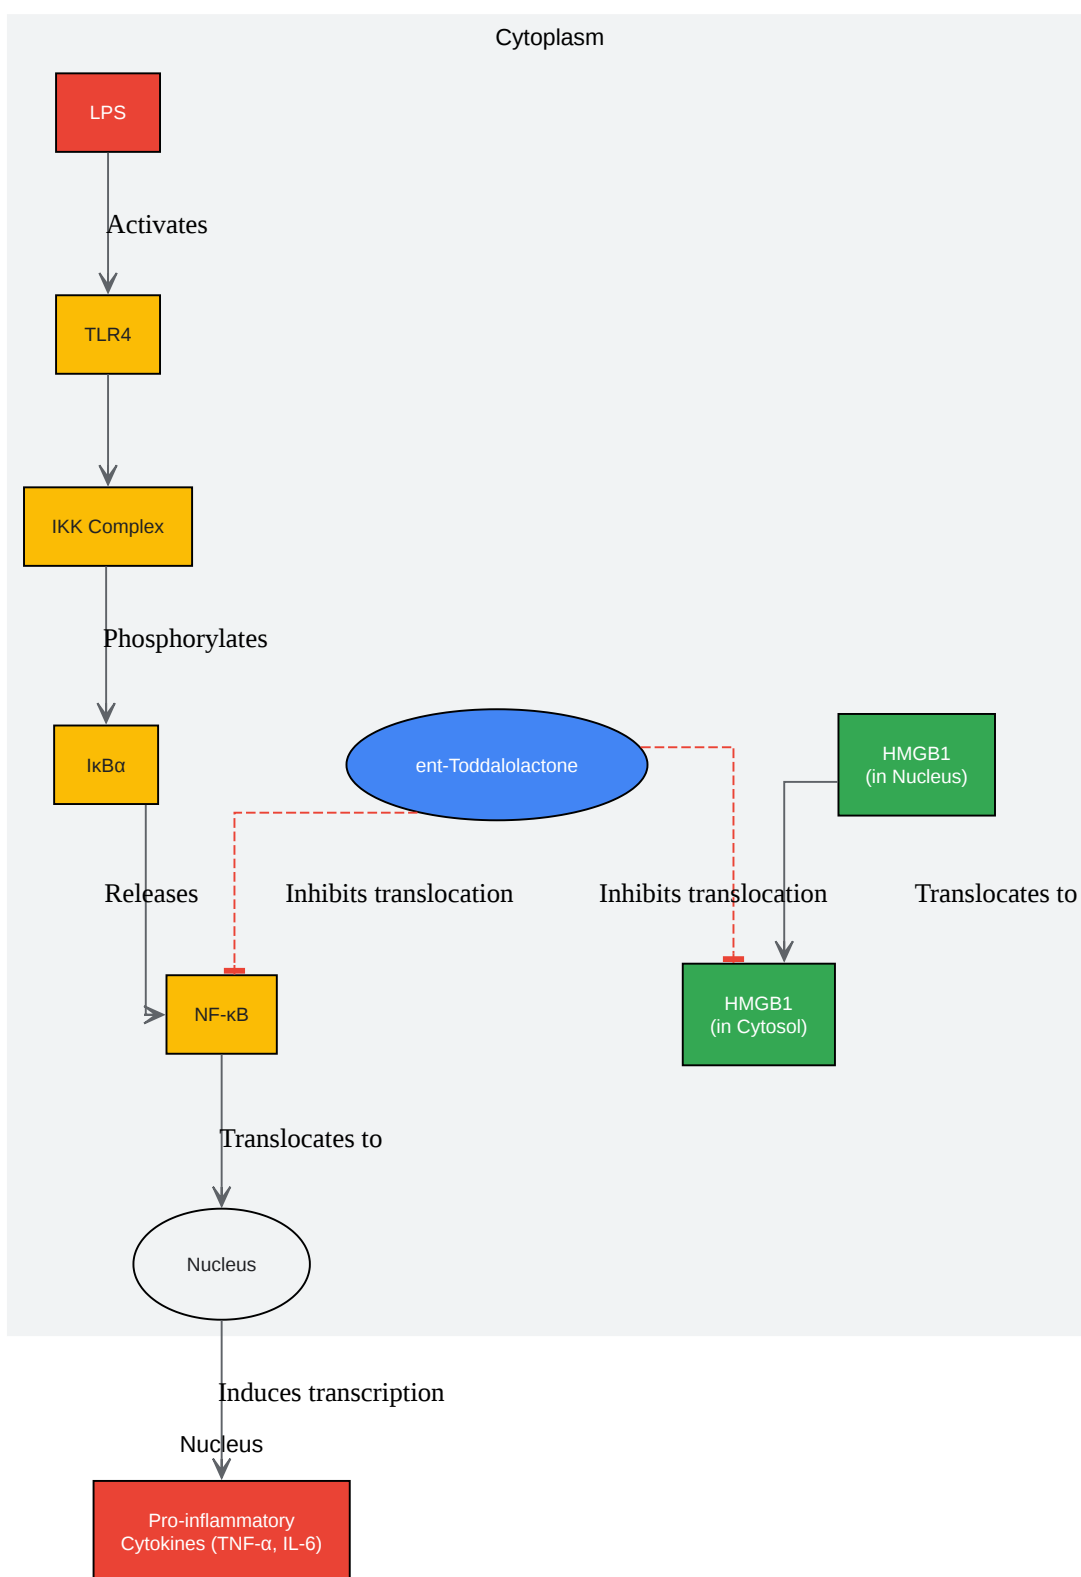 Cytoplasm
LPS
Activates
TLR4
IKK Complex
Phosphorylates
IκBα
ent-Toddalolactone
HMGB1
(in Nucleus)
Releases
Inhibits translocation
Inhibits translocation
Translocates to
NF-κB
HMGB1
(in Cytosol)
Translocates to
Nucleus
Induces transcription
Nucleus
Pro-inflammatory
Cytokines (TNF-α, IL-6)